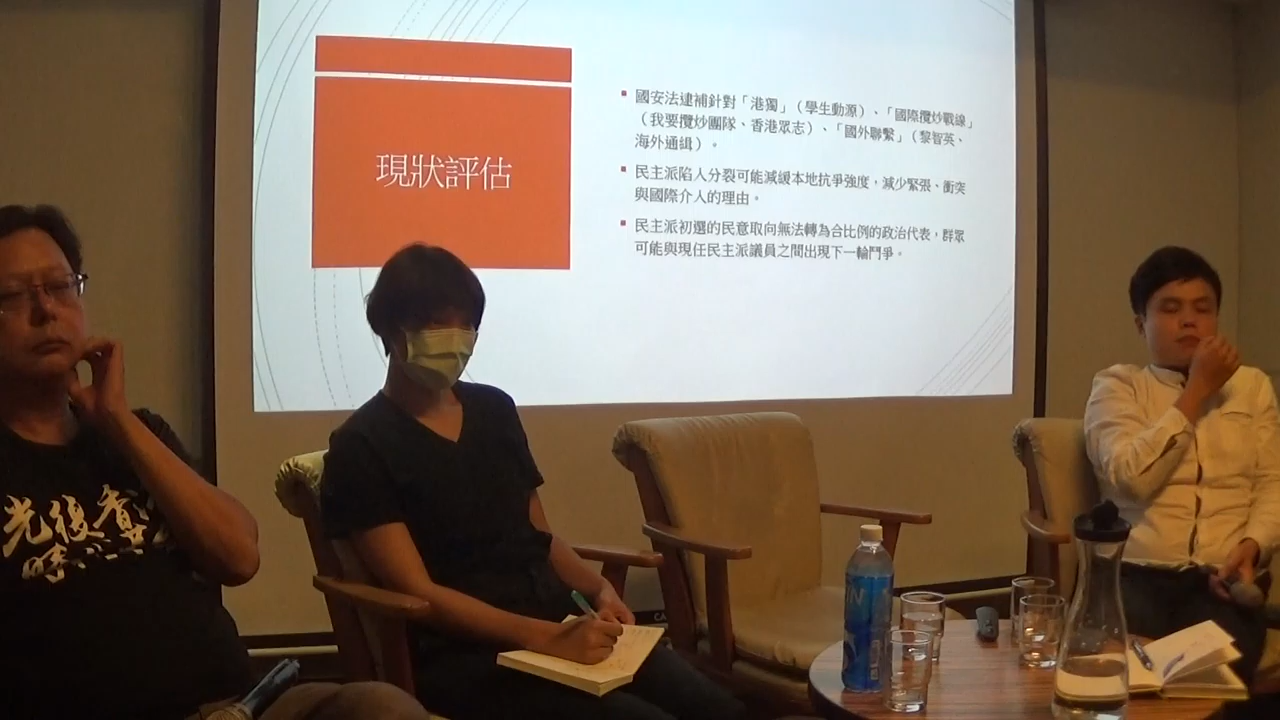 現狀評估
國安法逮補針對「港獨」（學生動源）、「國際攬炒戰線」
（我要攬炒團隊、香港眾志）、「國外聯繫」（黎智英、
海外通緝）。
民主派陷入分裂可能減緩本地抗爭強度，減少緊張、衝突
與國際介入的理由。
民主派初選的民意取向無法轉為合比例的政治代表，群眾
可能與現任民主派議員之間出現下一輪鬥爭。
光復香
時